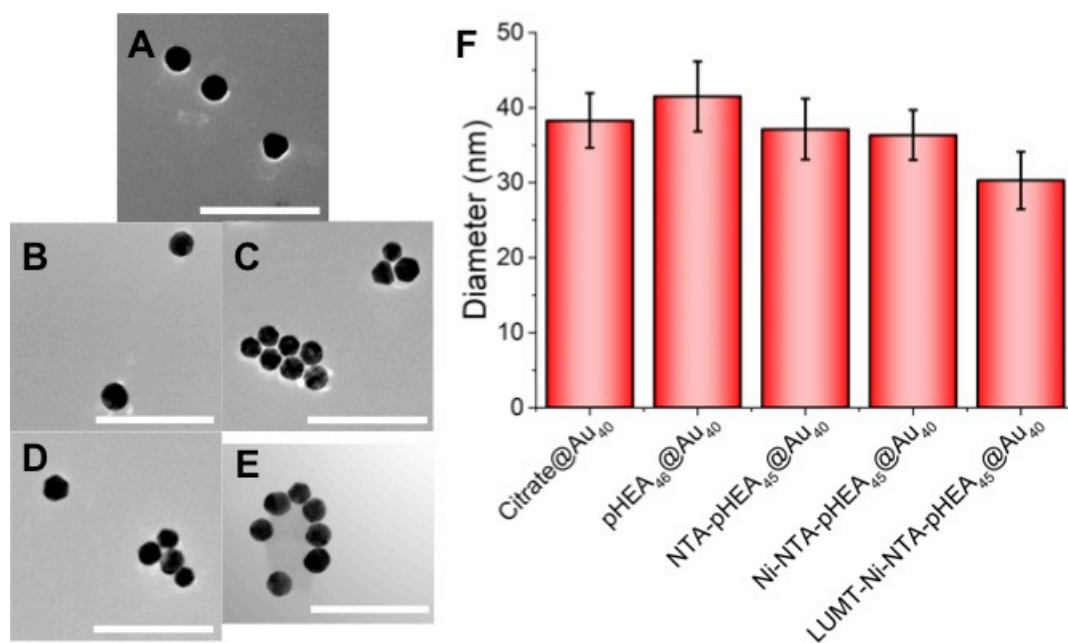 A
B
C
D
E
F
50
40
30
20
10
0
Diameter (nm)
Citrate@Au₄₀
pHEA₄₆@Au₄₀
NTA-pHEA₄₅@Au₄₀
Ni-NTA-pHEA₄₅@Au₄₀
LUMT-Ni-NTA-pHEA₄₅@Au₄₀